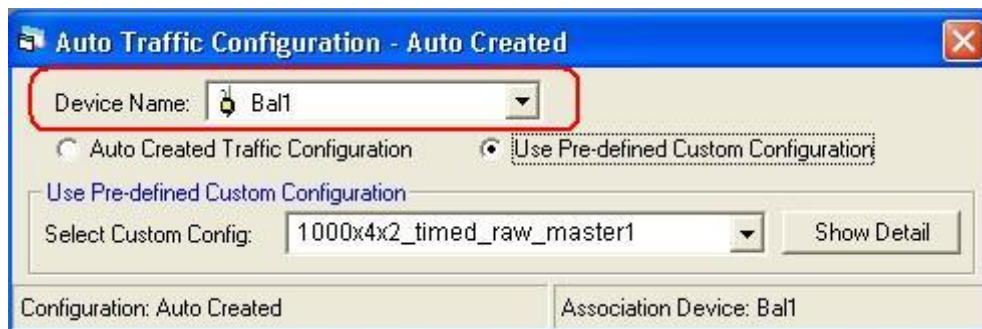 Auto Traffic Configuration - Auto Created
Device Name: Bal1
Auto Created Traffic Configuration Use Pre-defined Custom Configuration
Use Pre-defined Custom Configuration
Select Custom Config: 1000x4x2_timed_raw_master1 Show Detail
Configuration: Auto Created Association Device: Bal1